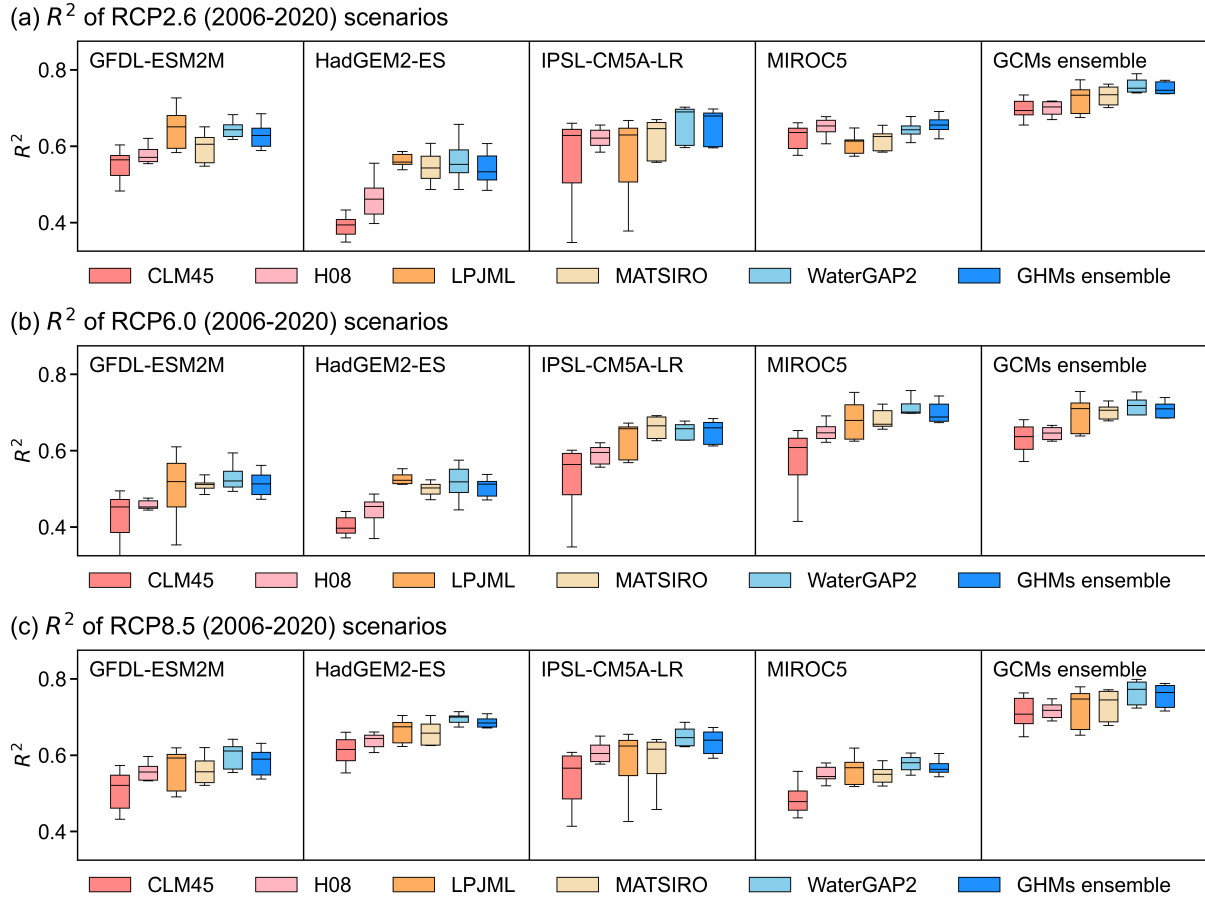 (a) R² of RCP2.6 (2006-2020) scenarios
GFDL-ESM2M HadGEM2-ES IPSL-CM5A-LR MIROC5 GCMs ensemble
0.8
0.6
0.4
R²
CLM45 H08 LPJML MATSIRO WaterGAP2 GHMs ensemble
(b) R² of RCP6.0 (2006-2020) scenarios
GFDL-ESM2M HadGEM2-ES IPSL-CM5A-LR MIROC5 GCMs ensemble
0.8
0.6
0.4
R²
CLM45 H08 LPJML MATSIRO WaterGAP2 GHMs ensemble
(c) R² of RCP8.5 (2006-2020) scenarios
GFDL-ESM2M HadGEM2-ES IPSL-CM5A-LR MIROC5 GCMs ensemble
0.8
0.6
0.4
R²
CLM45 H08 LPJML MATSIRO WaterGAP2 GHMs ensemble